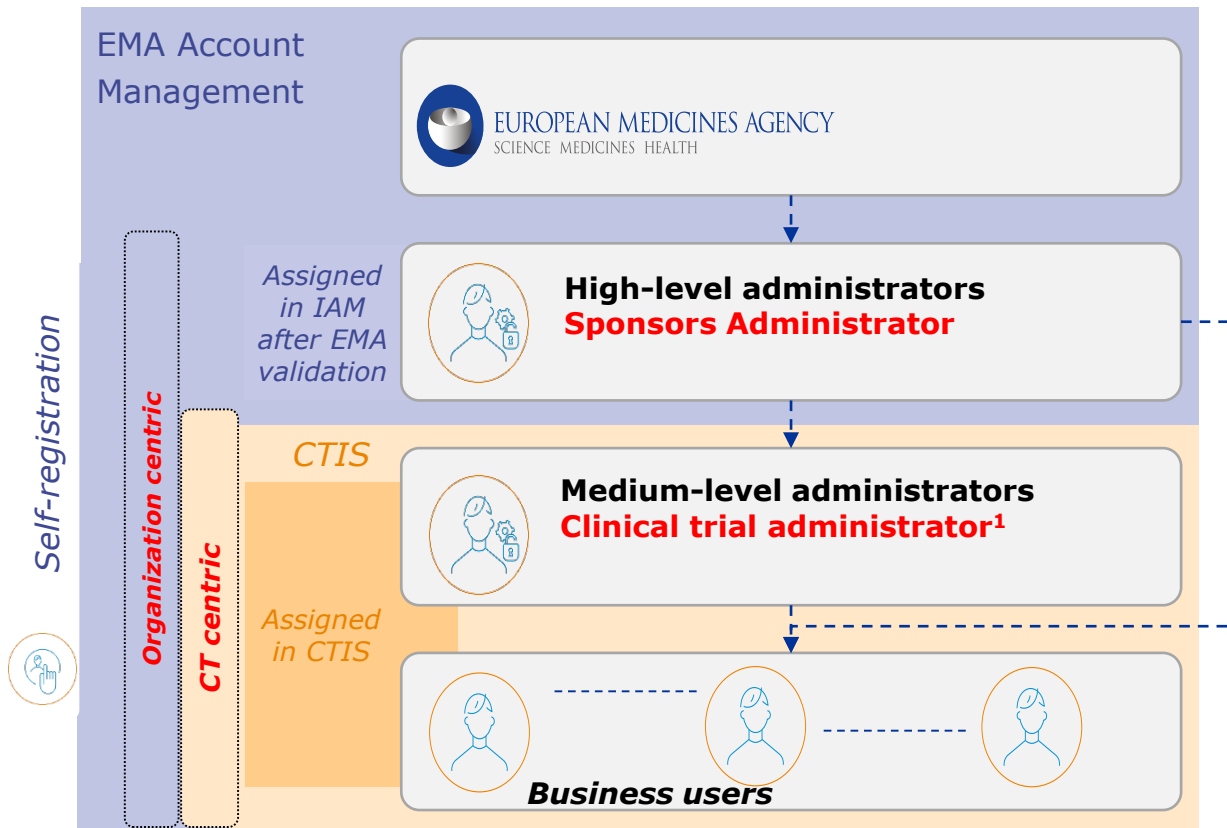 EMA Account
Management
EUROPEAN MEDICINES AGENCY
SCIENCE MEDICINES HEALTH
Self-registration
Organization centric
CT centric
Assigned
in IAM
after EMA
validation
High-level administrators
Sponsors Administrator
CTIS
Medium-level administrators
Clinical trial administrator¹
Assigned
in CTIS
Business users